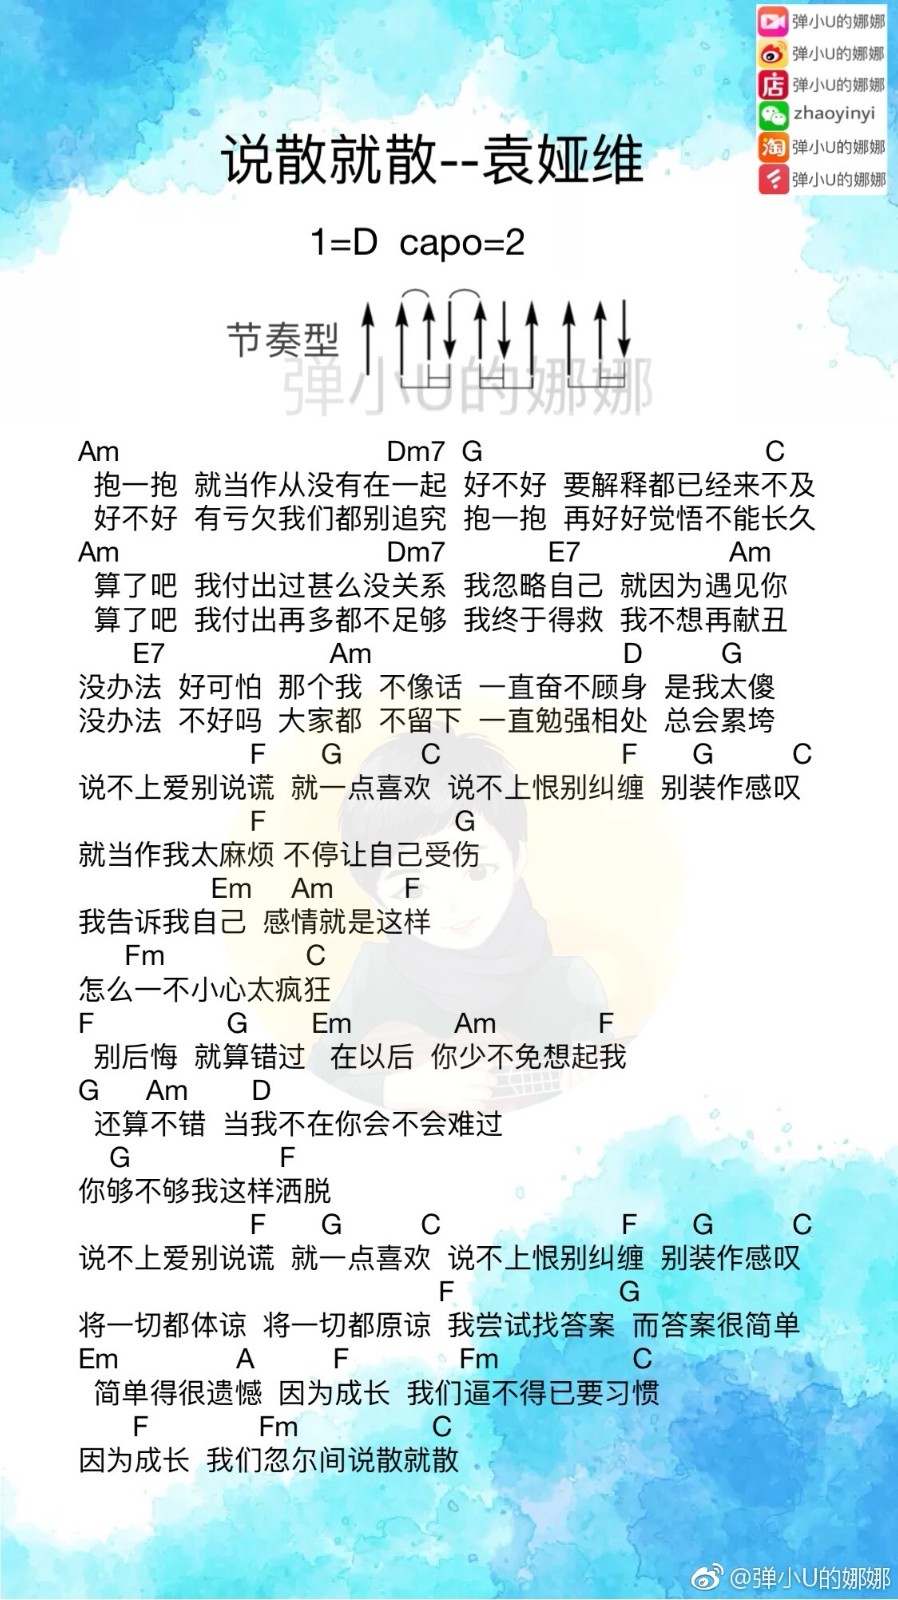 弹小U的娜娜
弹小U的娜娜
店 弹小U的娜娜
zhaoyinyi
淘 弹小U的娜娜
弹小U的娜娜
说散就散--袁娅维
1=D capo=2
节奏型
弹小U的娜娜
Am Dm7 G C
抱一抱 就当作从没有在一起 好不好 要解释都已经来不及
好不好 有亏欠我们都别追究 抱一抱 再好好觉悟不能长久
Am Dm7 E7 Am
算了吧 我付出过甚么没关系 我忽略自己 就因为遇见你
算了吧 我付出再多都不足够 我终于得救 我不想再献丑
E7 Am D G
没办法 好可怕 那个我 不像话 一直奋不顾身 是我太傻
没办法 不好吗 大家都 不留下 一直勉强相处 总会累垮
F G C F G C
说不上爱别说谎 就一点喜欢 说不上恨别纠缠 别装作感叹
F G
就当作我太麻烦 不停让自己受伤
Em Am F
我告诉我自己 感情就是这样
Fm C
怎么一不小心太疯狂
F G Em Am F
别后悔 就算错过 在以后 你少不免想起我
G Am D
还算不错 当我不在你会不会难过
G F
你够不够我这样洒脱
F G C F G C
说不上爱别说谎 就一点喜欢 说不上恨别纠缠 别装作感叹
F G
将一切都体谅 将一切都原谅 我尝试找答案 而答案很简单
Em A F Fm C
简单得很遗憾 因为成长 我们逼不得已要习惯
F Fm C
因为成长 我们忽尔间说散就散
@弹小U的娜娜